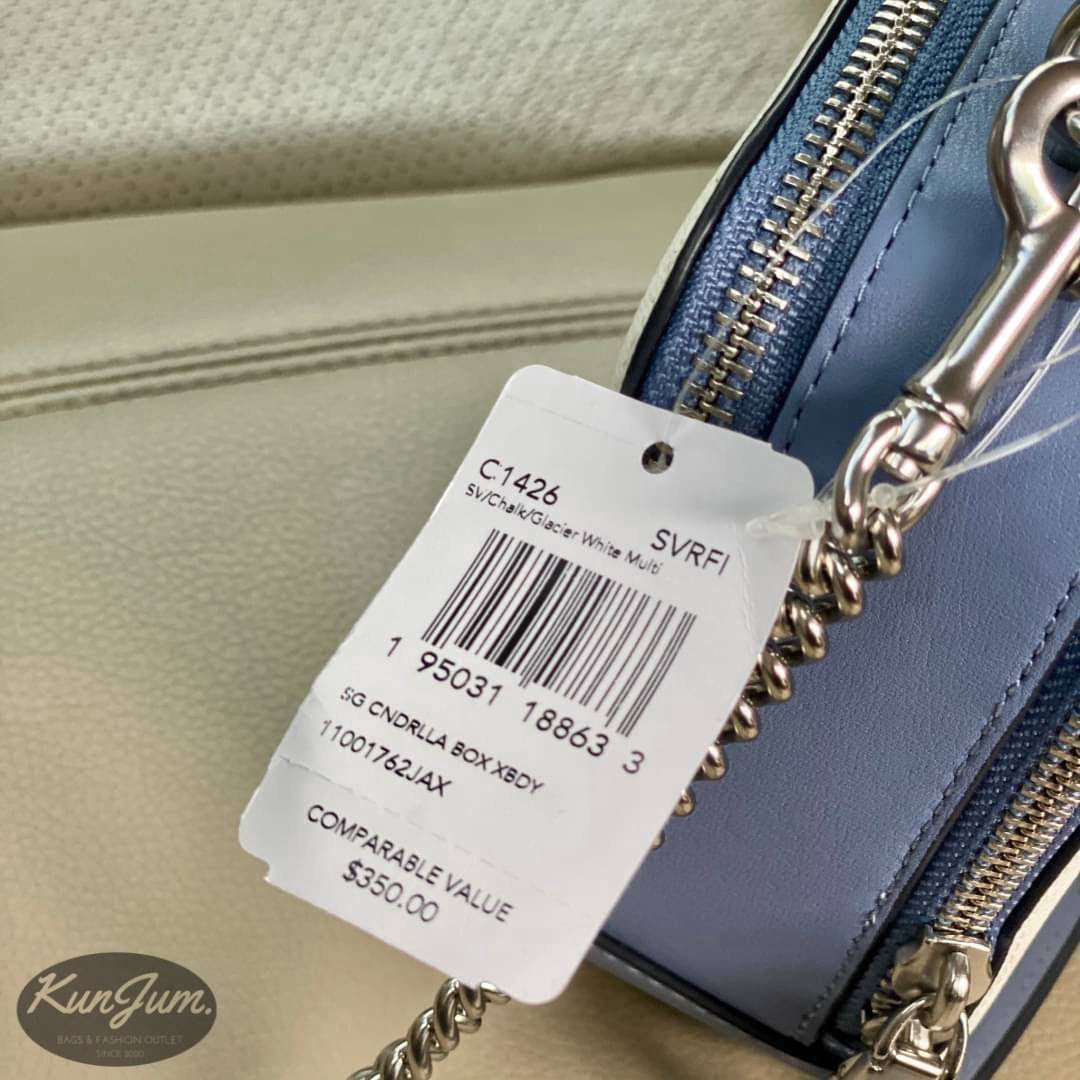 C1426
SVRFI
SV/Chalk/Glacier White Multi
1 95031 18863 3
SG CNDRLLA BOX XBDY
11001762JAX
COMPARABLE VALUE
$350.00
KunJum.
BAGS & FASHION OUTLET
SINCE 2020